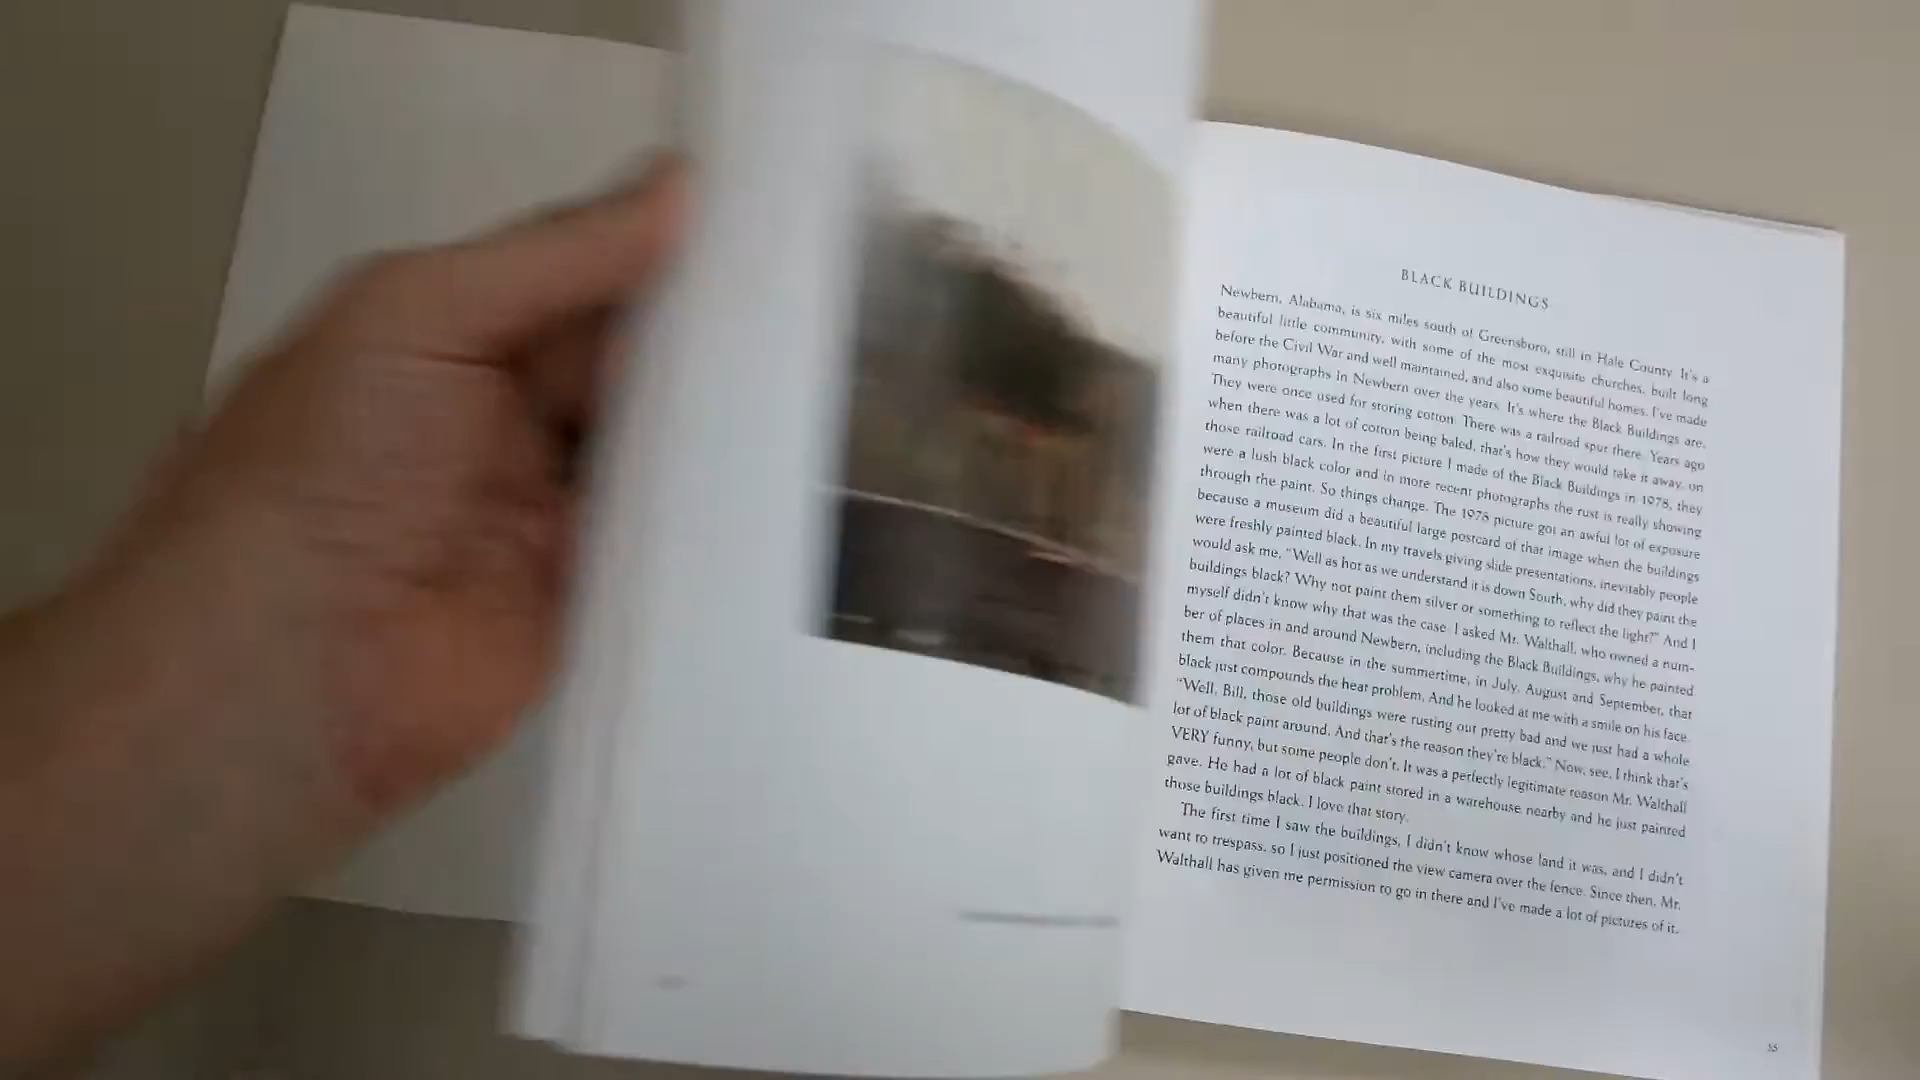 BLACK BUILDINGS
Newbern, Alabama, is six miles south of Greensboro, still in Hale County. It's a
beautiful little community, with some of the most exquisite churches, built long
before the Civil War and well maintained, and also some beautiful homes. I've made
many photographs in Newbern over the years. It's where the Black Buildings are.
They were once used for storing cotton. There was a railroad spur there. Years ago
when there was a lot of cotton being baled, that's how they would take it away, on
those railroad cars. In the first picture I made of the Black Buildings in 1978, they
were a lush black color and in more recent photographs the rust is really showing
through the paint. So things change. The 1978 picture got an awful lot of exposure
because a museum did a beautiful large postcard of that image when the buildings
were freshly painted black. In my travels giving slide presentations, inevitably people
would ask me, "Well as hot as we understand it is down South, why did they paint the
buildings black? Why not paint them silver or something to reflect the light?" And I
myself didn't know why that was the case. I asked Mr. Walthall, who owned a num-
ber of places in and around Newbern, including the Black Buildings, why he painted
them that color. Because in the summertime, in July, August and September, that
black just compounds the heat problem. And he looked at me with a smile on his face.
"Well, Bill, those old buildings were rusting out pretty bad and we just had a whole
lot of black paint around. And that's the reason they're black." Now, see, I think that's
VERY funny, but some people don't. It was a perfectly legitimate reason Mr. Walthall
gave. He had a lot of black paint stored in a warehouse nearby and he just painted
those buildings black. I love that story.
The first time I saw the buildings, I didn't know whose land it was, and I didn't
want to trespass, so I just positioned the view camera over the fence. Since then, Mr.
Walthall has given me permission to go in there and I've made a lot of pictures of it.
55